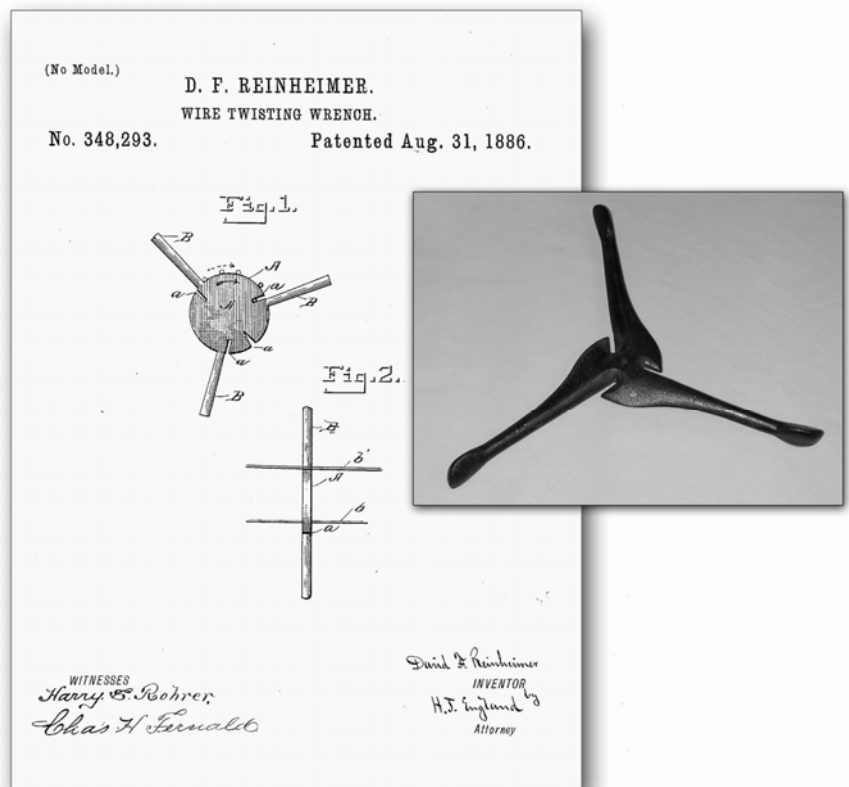 (No Model.)
D. F. REINHEIMER.
WIRE TWISTING WRENCH.
No. 348,293. Patented Aug. 31, 1886.
Fig. 1.
B
A
a
a
B
H
a
a
B
Fig. 2.
B
b'
A
b
a
WITNESSES
Harry E. Rohrer,
Chas H Fernald
David F. Reinheimer
INVENTOR
by
H.T. England
Attorney